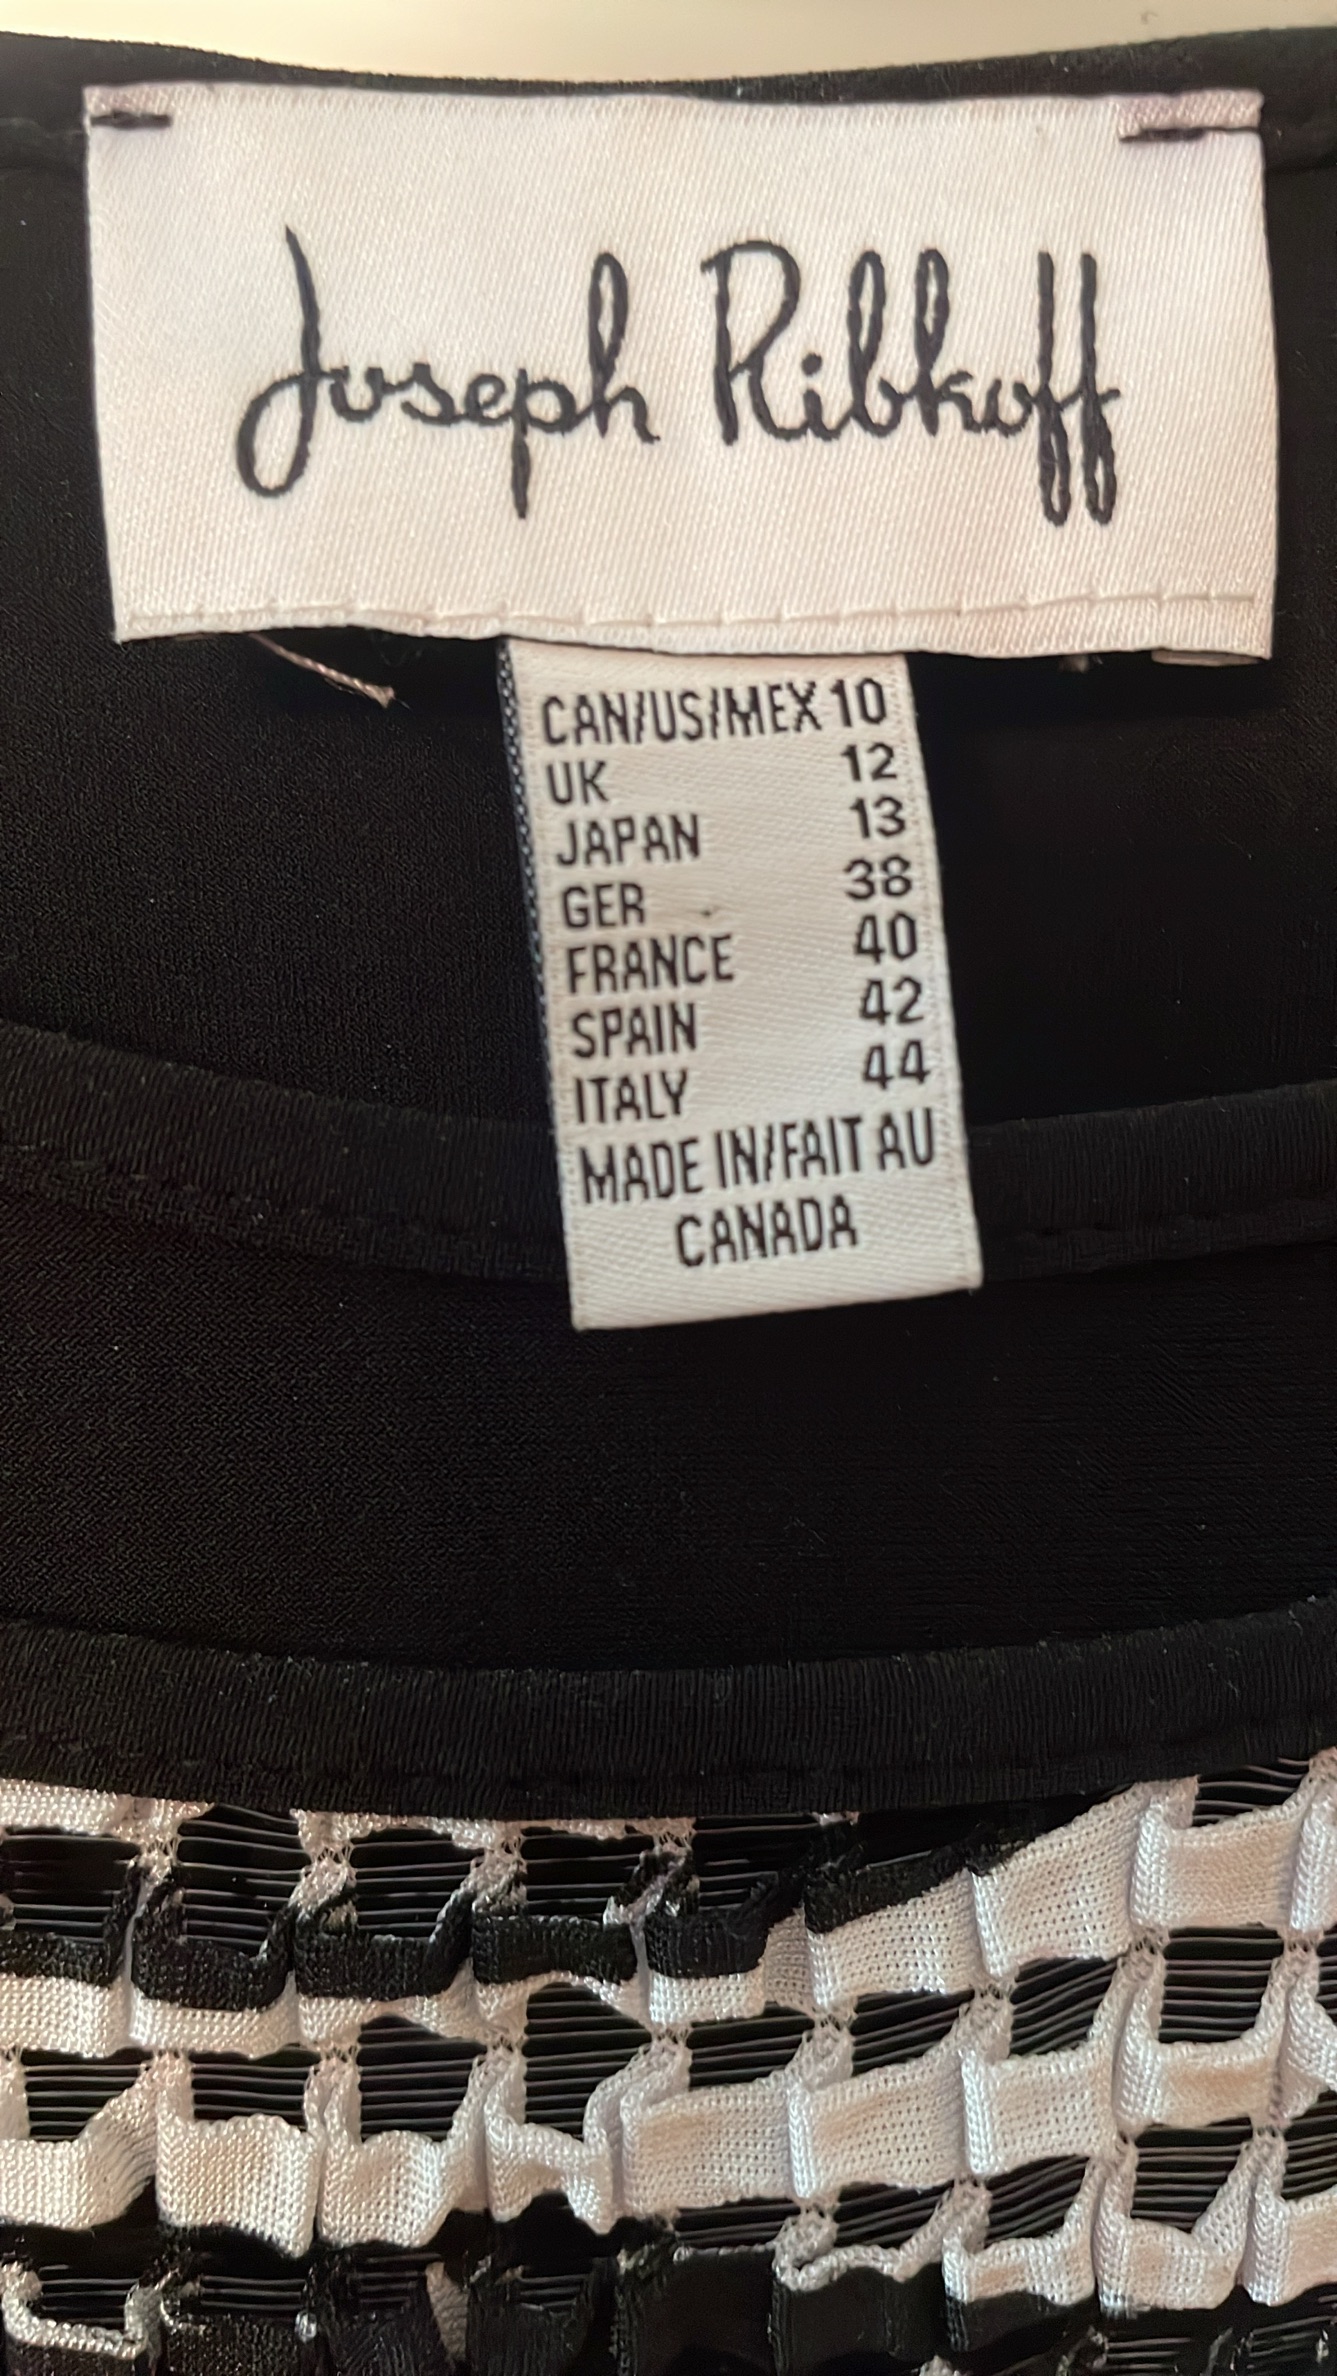 Joseph Ribkoff
CAN/US/MEX 10
UK 12
JAPAN 13
GER 38
FRANCE 40
SPAIN 42
ITALY 44
MADE IN/FAIT AU
CANADA